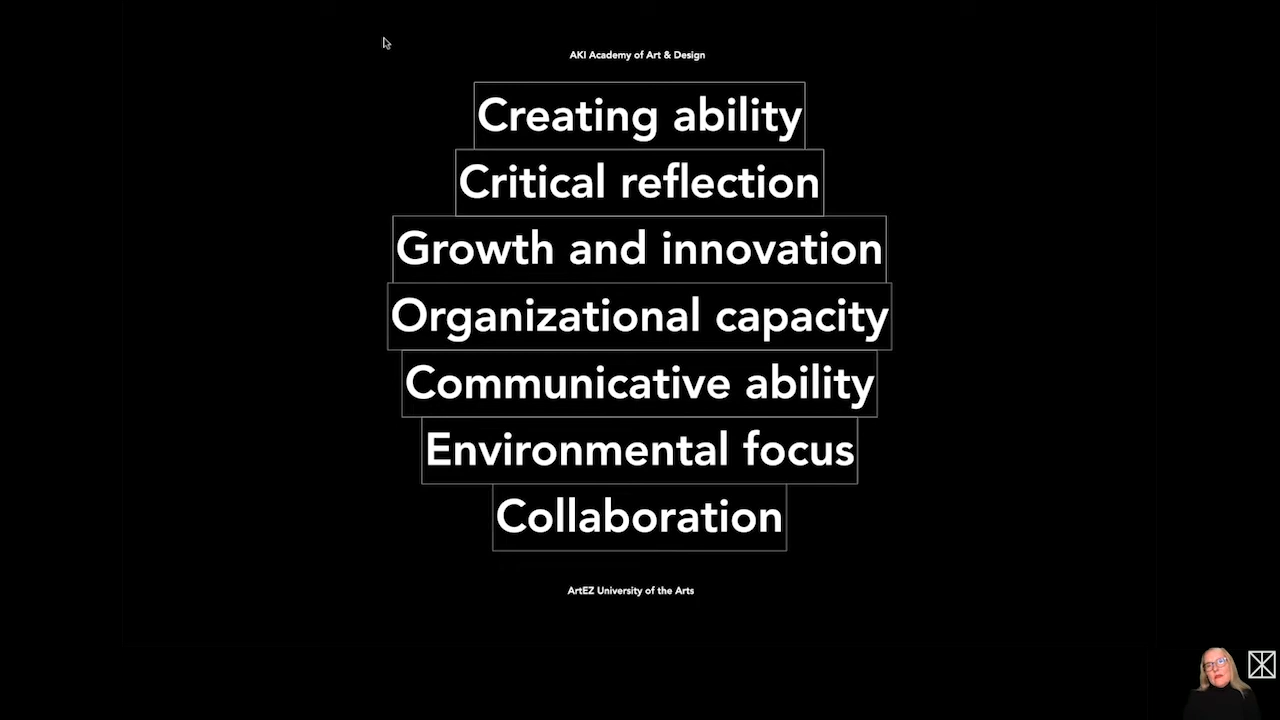 AKI Academy of Art & Design
Creating ability
Critical reflection
Growth and innovation
Organizational capacity
Communicative ability
Environmental focus
Collaboration
ArtEZ University of the Arts